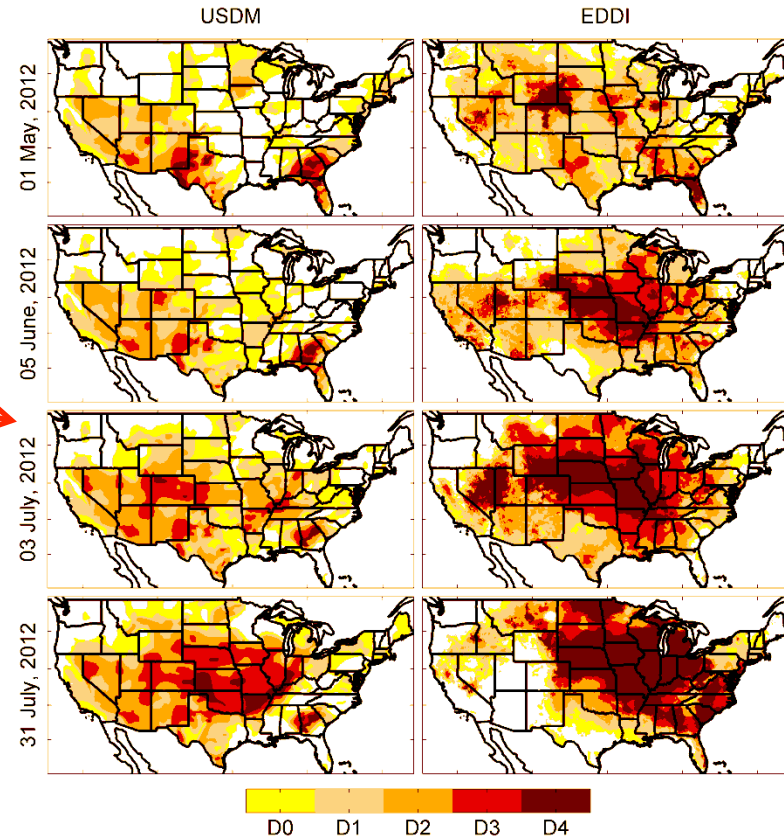 USDM
EDDI
01 May, 2012
05 June, 2012
03 July, 2012
31 July, 2012
D0
D1
D2
D3
D4